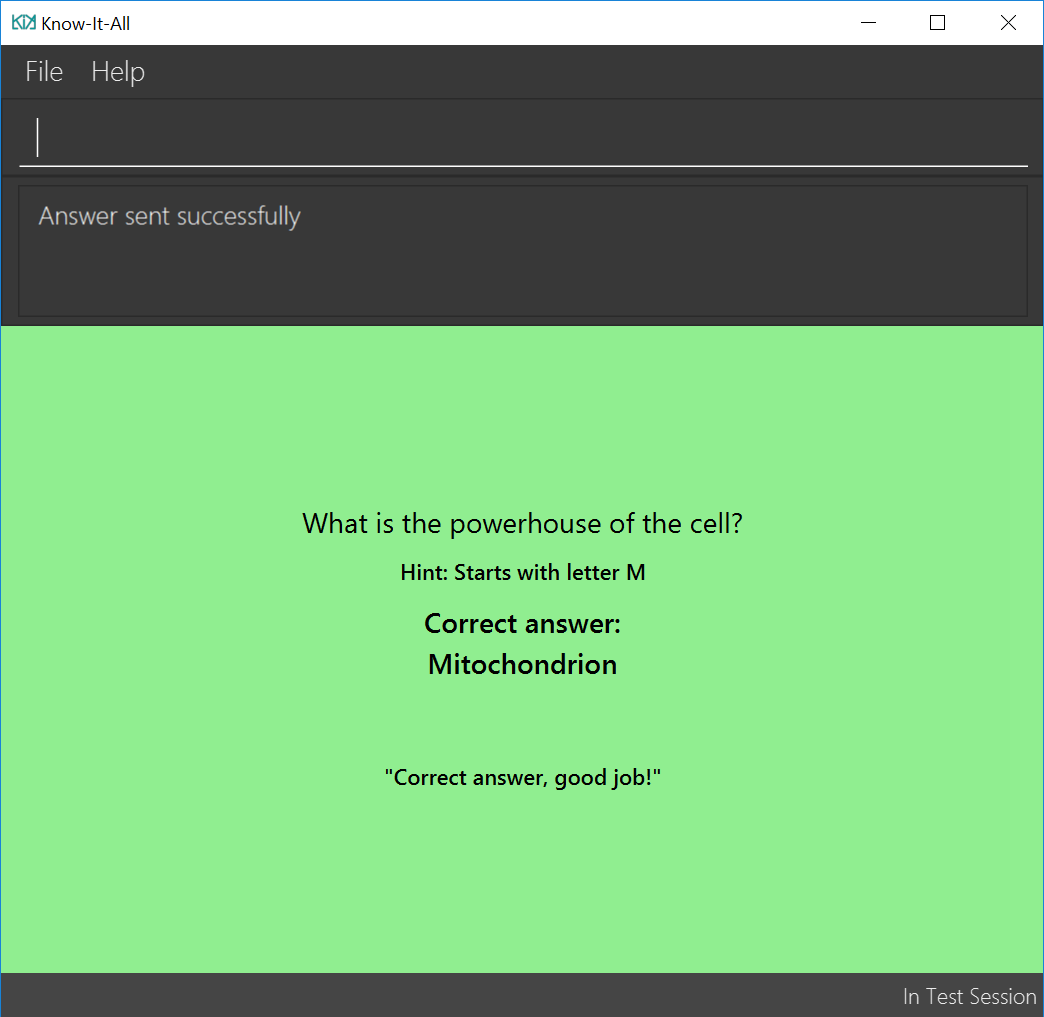 Know-It-All
File Help
Answer sent successfully
What is the powerhouse of the cell?
Hint: Starts with letter M
Correct answer:
Mitochondrion
"Correct answer, good job!"
In Test Session